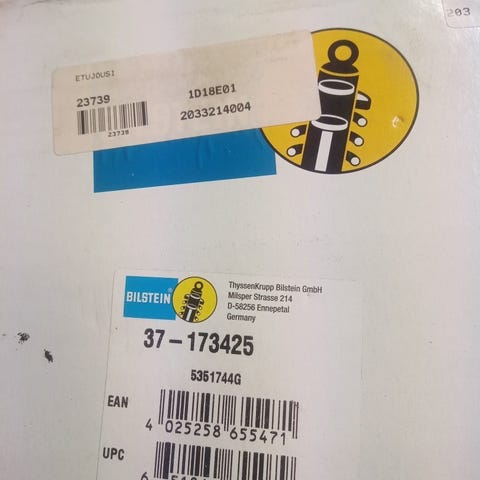 203
ETUJOUSI
23739
1D18E01
2033214004
23739
BILSTEIN
ThyssenKrupp Bilstein GmbH
Milsper Strasse 214
D-58256 Ennepetal
Germany
37-173425
5351744G
EAN
4 025258 655471
UPC